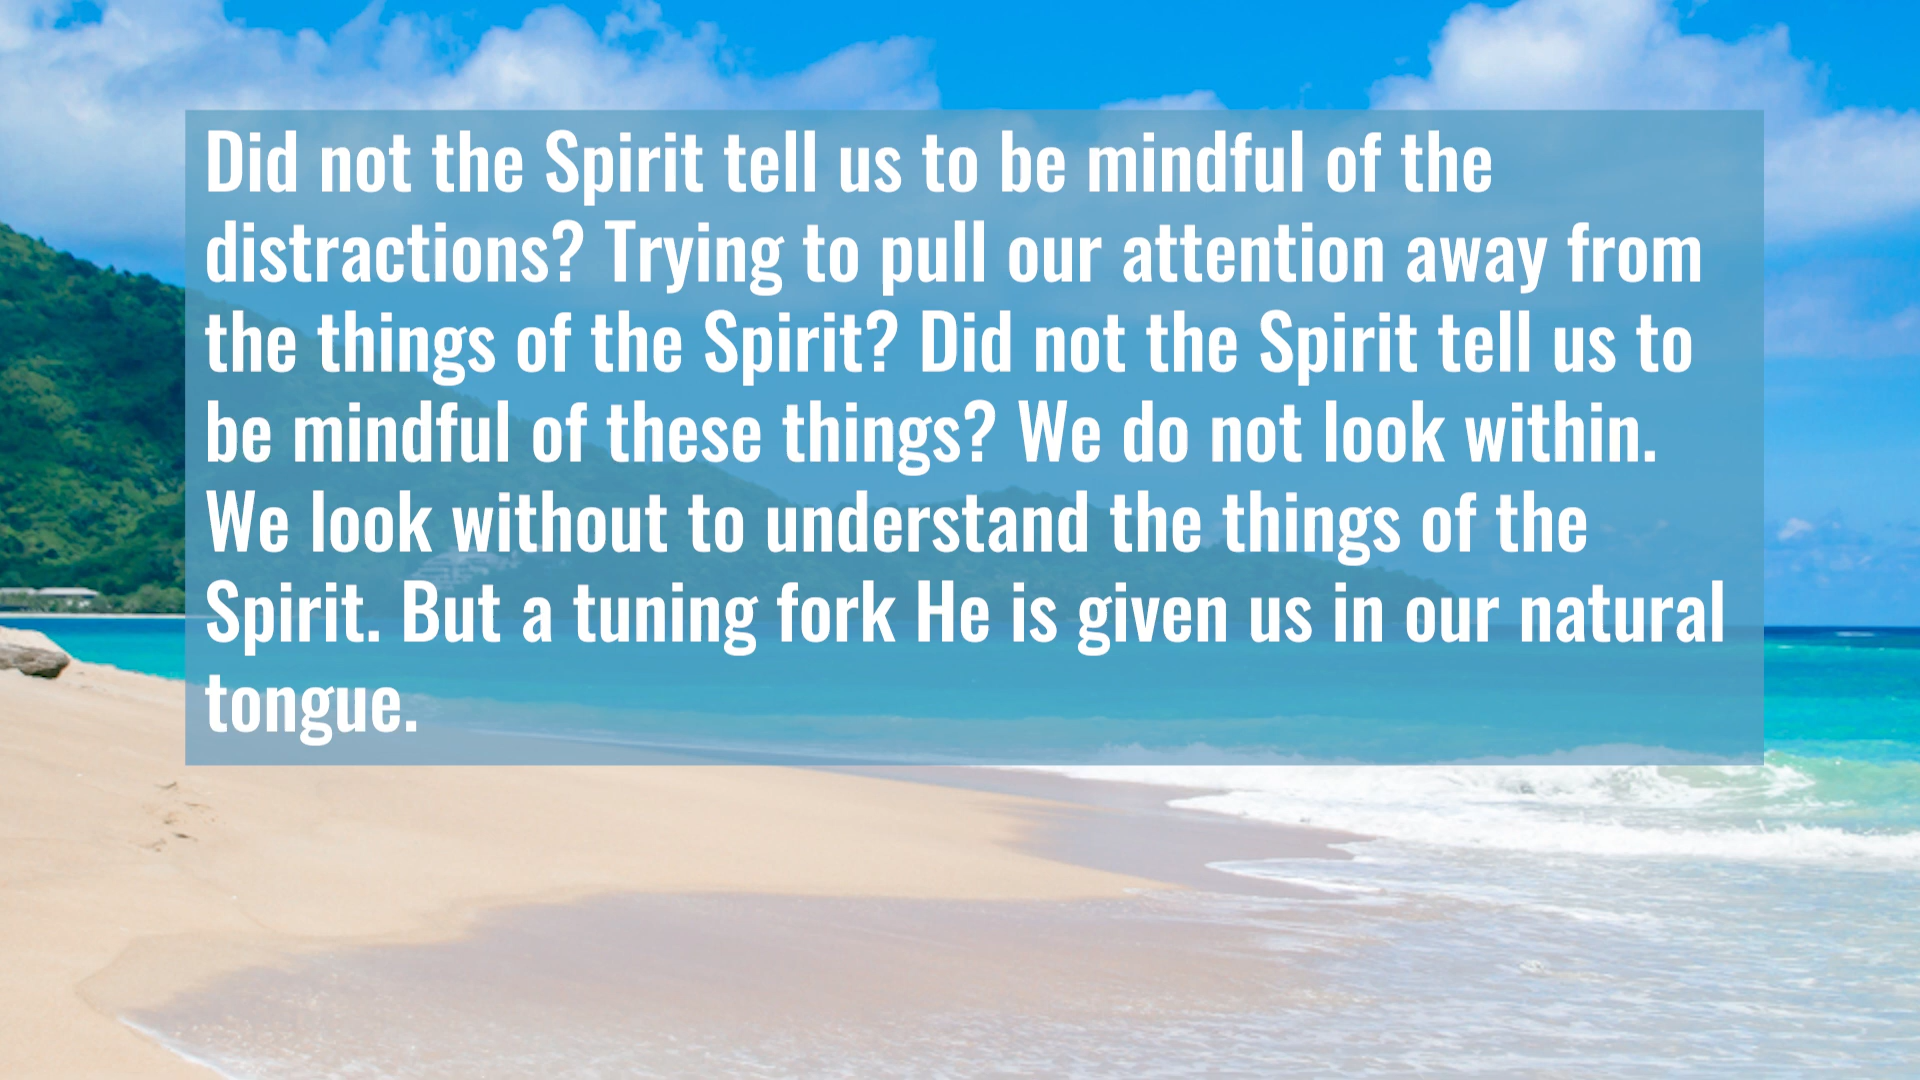 Did not the Spirit tell us to be mindful of the
distractions? Trying to pull our attention away from
the things of the Spirit? Did not the Spirit tell us to
be mindful of these things? We do not look within.
We look without to understand the things of the
Spirit. But a tuning fork He is given us in our natural
tongue.